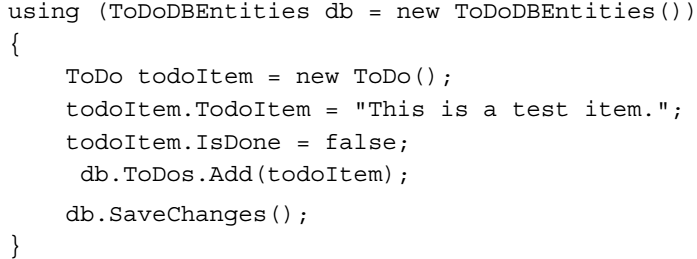 using (ToDoDBEntities db = new ToDoDBEntities())
{
    ToDo todoItem = new ToDo();
    todoItem.TodoItem = "This is a test item.";
    todoItem.IsDone = false;
     db.ToDos.Add(todoItem);
    db.SaveChanges();
}